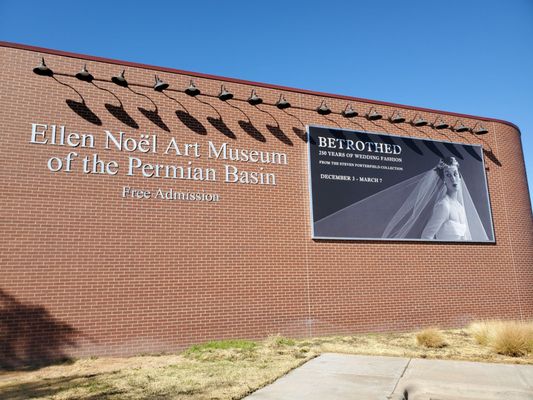 Ellen Noël Art Museum
of the Permian Basin
Free Admission
BETROTHED
250 YEARS OF WEDDING FASHION
FROM THE STEVEN PORTERFIELD COLLECTION
DECEMBER 3 - MARCH 7